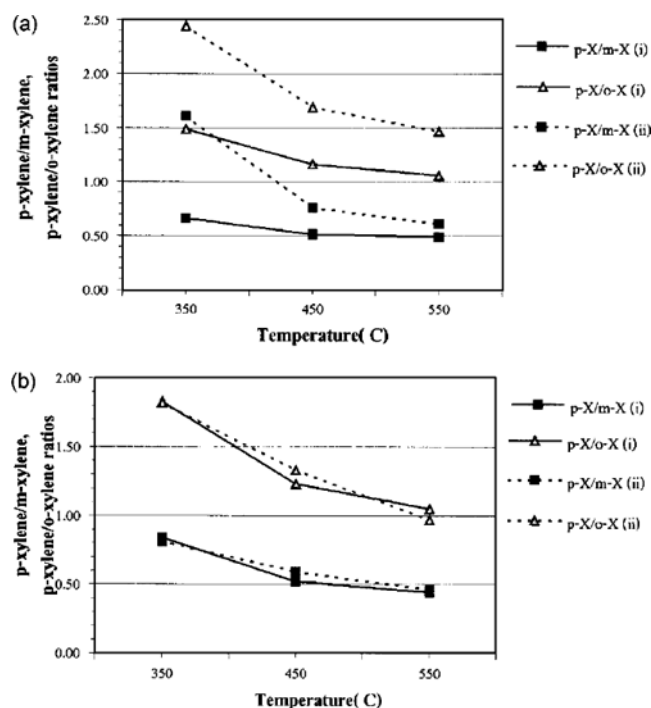 (a)
p-xylene/m-xylene,
p-xylene/o-xylene ratios
2.50
2.00
1.50
1.00
0.50
0.00
350 450 550
Temperature( C)
p-X/m-X (i)
p-X/o-X (i)
p-X/m-X (ii)
p-X/o-X (ii)
(b)
p-xylene/m-xylene,
p-xylene/o-xylene ratios
2.00
1.50
1.00
0.50
0.00
350 450 550
Temperature( C)
p-X/m-X (i)
p-X/o-X (i)
p-X/m-X (ii)
p-X/o-X (ii)